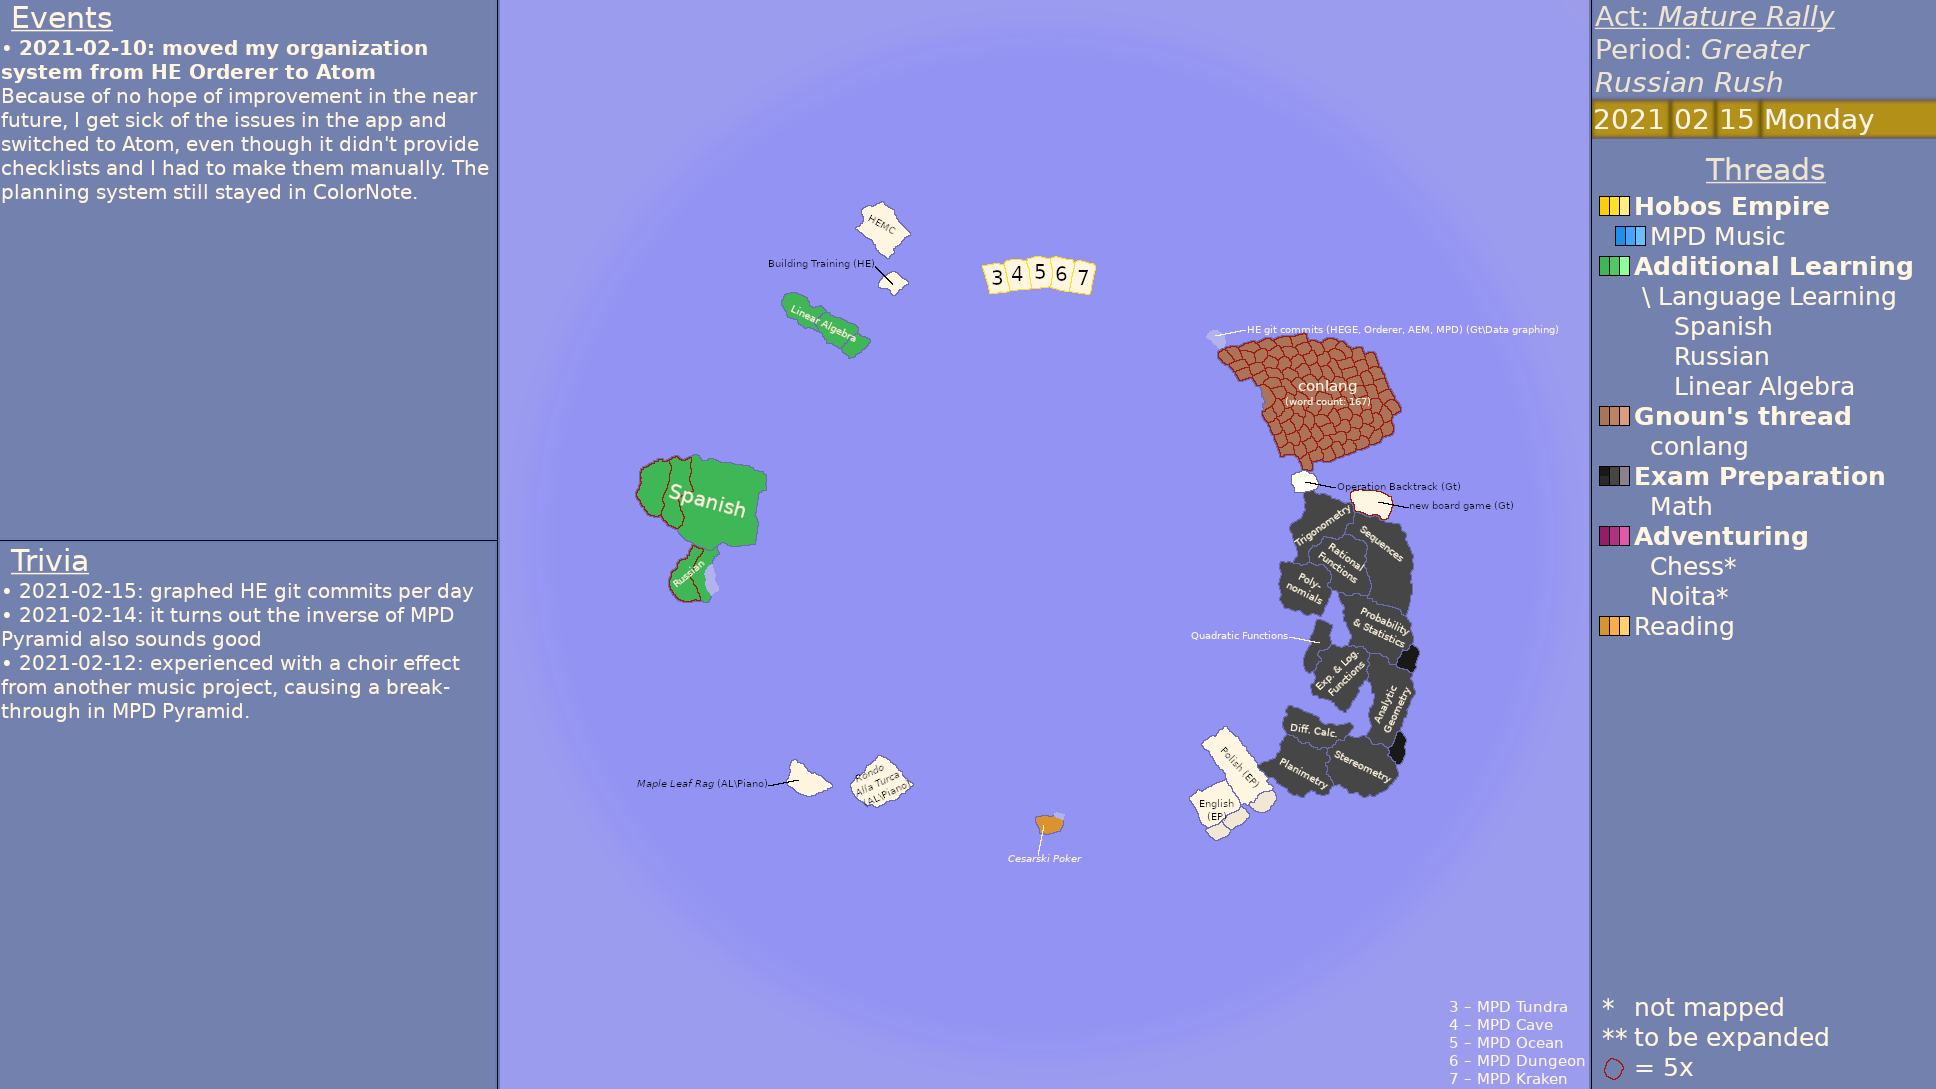 Events
• 2021-02-10: moved my organization
system from HE Orderer to Atom
Because of no hope of improvement in the near
future, I get sick of the issues in the app and
switched to Atom, even though it didn't provide
checklists and I had to make them manually. The
planning system still stayed in ColorNote.
Trivia
• 2021-02-15: graphed HE git commits per day
• 2021-02-14: it turns out the inverse of MPD
Pyramid also sounds good
• 2021-02-12: experienced with a choir effect
from another music project, causing a break-
through in MPD Pyramid.
HEMC
Building Training (HE)
Linear Algebra
3 4 5 6 7
HE git commits (HEGE, Orderer, AEM, MPD) (Gt\Data graphing)
conlang
(word count: 167)
Spanish
Russian
Operation Backtrack (Gt)
new board game (Gt)
Trigonometry
Sequences
Rational
Functions
Poly-
nomials
Probability
& Statistics
Quadratic Functions
Exp. & Log.
Functions
Analytic
Geometry
Diff. Calc.
Planimetry
Stereometry
Polish (EP)
English
(EP)
Maple Leaf Rag (AL\Piano)
Rondo
Alla Turca
(AL\Piano)
Cesarski Poker
3 – MPD Tundra
4 – MPD Cave
5 – MPD Ocean
6 – MPD Dungeon
7 – MPD Kraken
Act: Mature Rally
Period: Greater
Russian Rush
2021 02 15 Monday
Threads
Hobos Empire
MPD Music
Additional Learning
\ Language Learning
Spanish
Russian
Linear Algebra
Gnoun's thread
conlang
Exam Preparation
Math
Adventuring
Chess*
Noita*
Reading
* not mapped
** to be expanded
= 5x